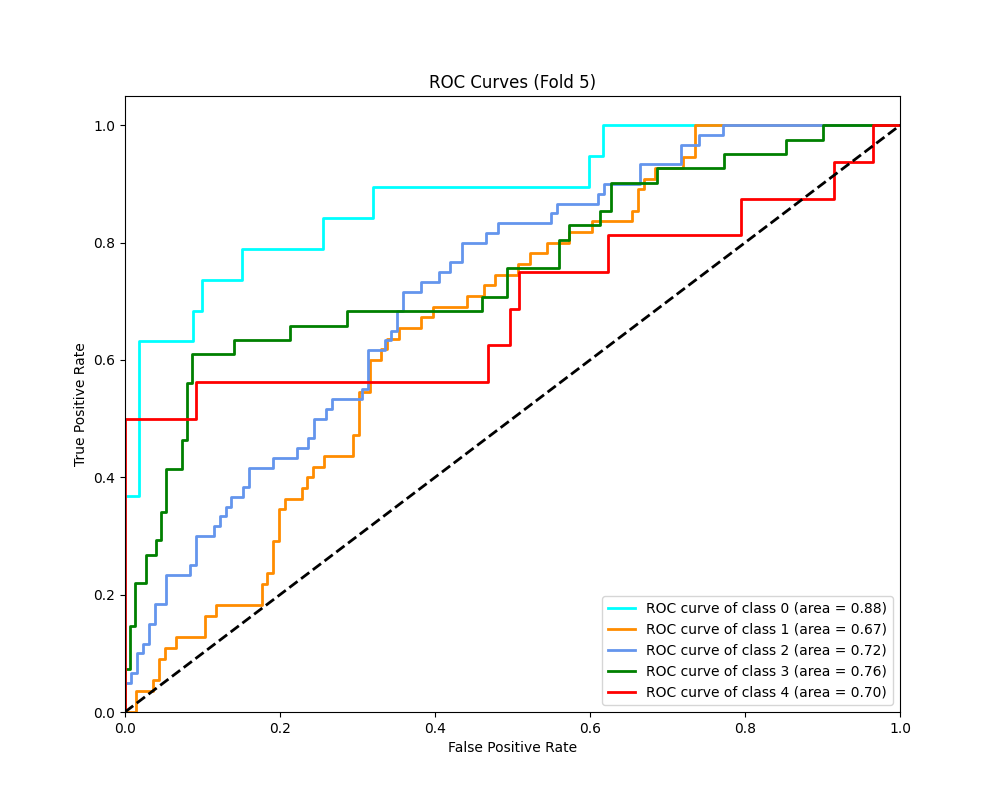 ROC Curves (Fold 5)
True Positive Rate
1.0
0.8
0.6
0.4
0.2
0.0
0.0 0.2 0.4 0.6 0.8 1.0
False Positive Rate
ROC curve of class 0 (area = 0.88)
ROC curve of class 1 (area = 0.67)
ROC curve of class 2 (area = 0.72)
ROC curve of class 3 (area = 0.76)
ROC curve of class 4 (area = 0.70)